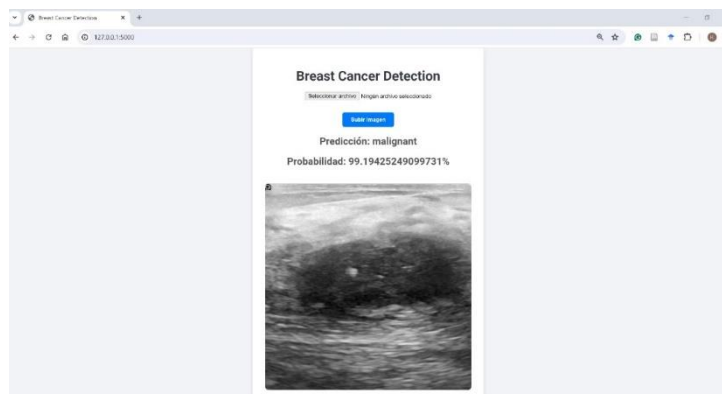 Breast Cancer Detection
127.0.0.1:5000
Breast Cancer Detection
Seleccionar archivo Ningún archivo seleccionado
Subir Imagen
Predicción: malignant
Probabilidad: 99.19425249099731%